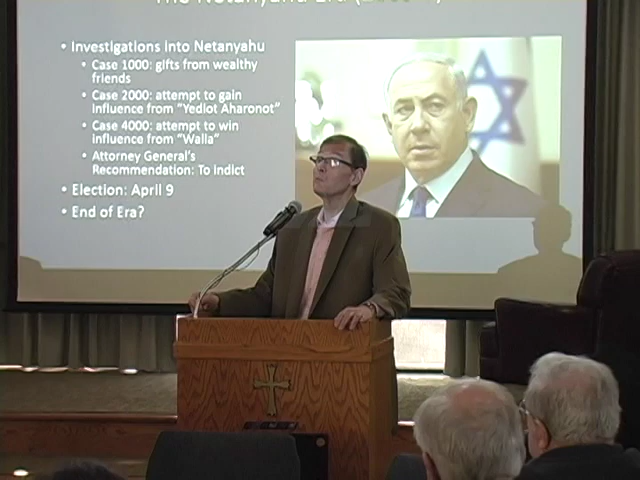 The Netanyahu Era
• Investigations into Netanyahu
• Case 1000: gifts from wealthy
friends
• Case 2000: attempt to gain
influence from "Yediot Aharonot"
• Case 4000: attempt to win
influence from "Walla"
• Attorney General's
Recommendation: To indict
• Election: April 9
• End of Era?